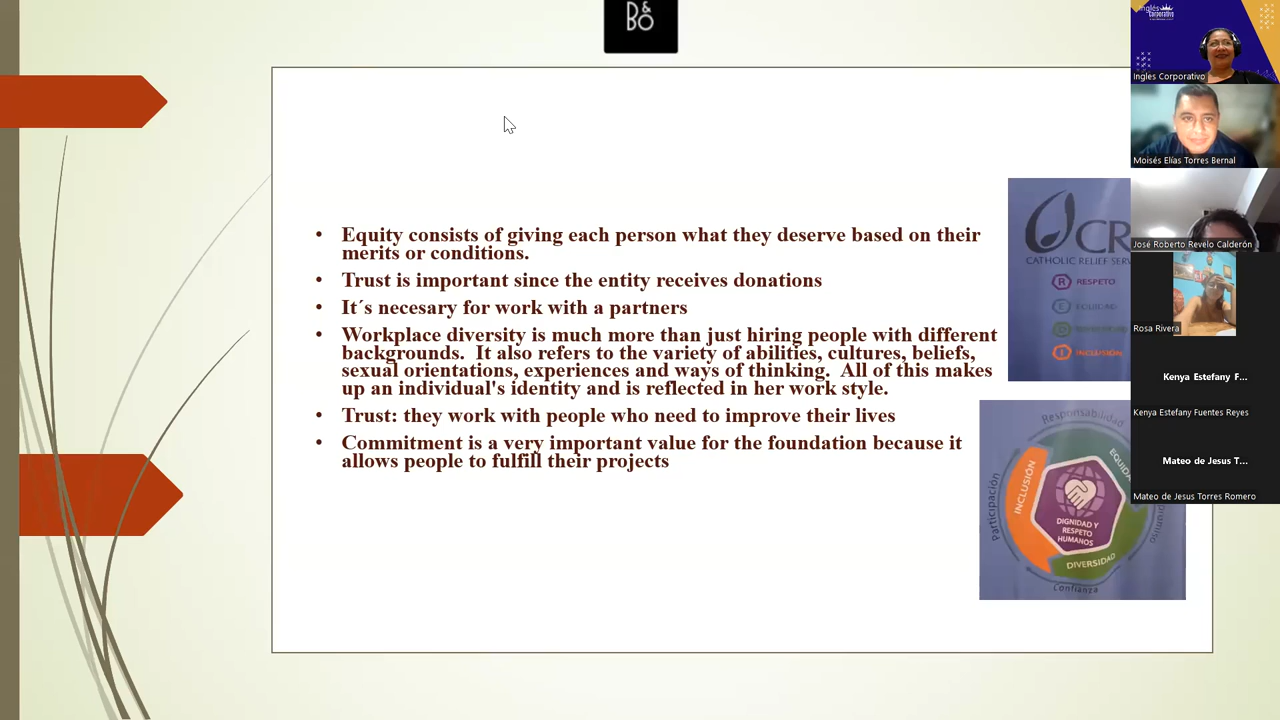 D&
BO
• Equity consists of giving each person what they deserve based on their
merits or conditions.
• Trust is important since the entity receives donations
• It´s necesary for work with a partners
• Workplace diversity is much more than just hiring people with different
backgrounds.  It also refers to the variety of abilities, cultures, beliefs,
sexual orientations, experiences and ways of thinking.  All of this makes
up an individual's identity and is reflected in her work style.
• Trust: they work with people who need to improve their lives
• Commitment is a very important value for the foundation because it
allows people to fulfill their projects
CR
CATHOLIC RELIEF SERV
R RESPETO
E EQUIDAD
I INCLUSIÓN
Responsabilidad
EQUIDA
INCLUSIÓN
Participación
DIGNIDAD Y
RESPETO
HUMANOS
DIVERSIDAD
Confianza
Inglés
Corporativo
Ingles Corporativo
Moisés Elías Torres Bernal
José Roberto Revelo Calderón
Rosa Rivera
Kenya Estefany F...
Kenya Estefany Fuentes Reyes
Mateo de Jesus T...
Mateo de Jesus Torres Romero